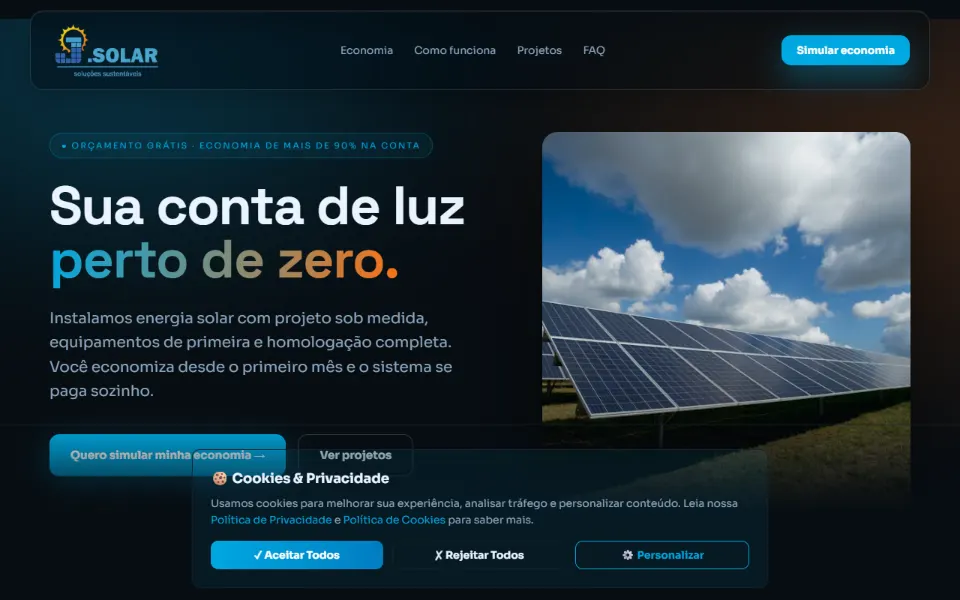 J.SOLAR
soluções sustentáveis
Economia
Como funciona
Projetos
FAQ
Simular economia
• ORÇAMENTO GRÁTIS · ECONOMIA DE MAIS DE 90% NA CONTA
Sua conta de luz
perto de zero.
Instalamos energia solar com projeto sob medida,
equipamentos de primeira e homologação completa.
Você economiza desde o primeiro mês e o sistema se
paga sozinho.
Quero simular minha economia →
Ver projetos
🍪 Cookies & Privacidade
Usamos cookies para melhorar sua experiência, analisar tráfego e personalizar conteúdo. Leia nossa
Política de Privacidade e Política de Cookies para saber mais.
✓ Aceitar Todos
✗ Rejeitar Todos
⚙ Personalizar